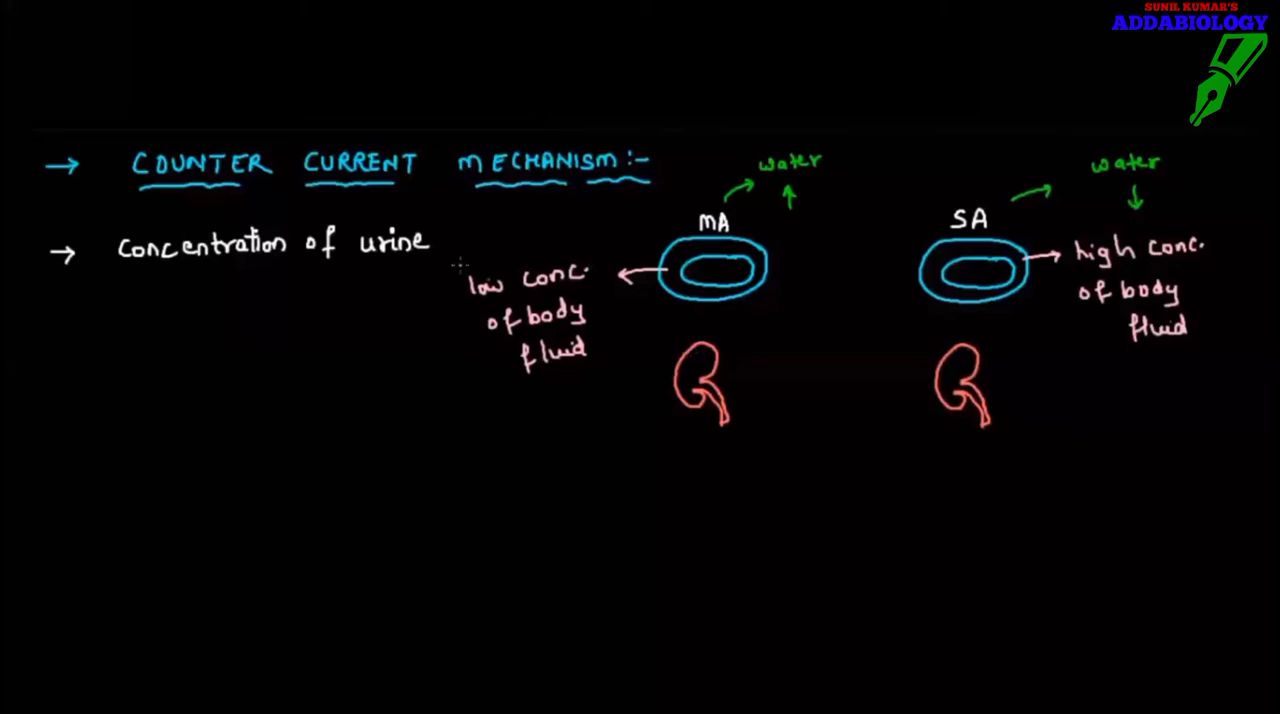 SUNIL KUMAR'S
ADDABIOLOGY
→ COUNTER CURRENT MECHANISM :-
→ Concentration of urine
water ↑
MA
low conc.
of body
fluid
water ↓
SA
high conc.
of body
fluid